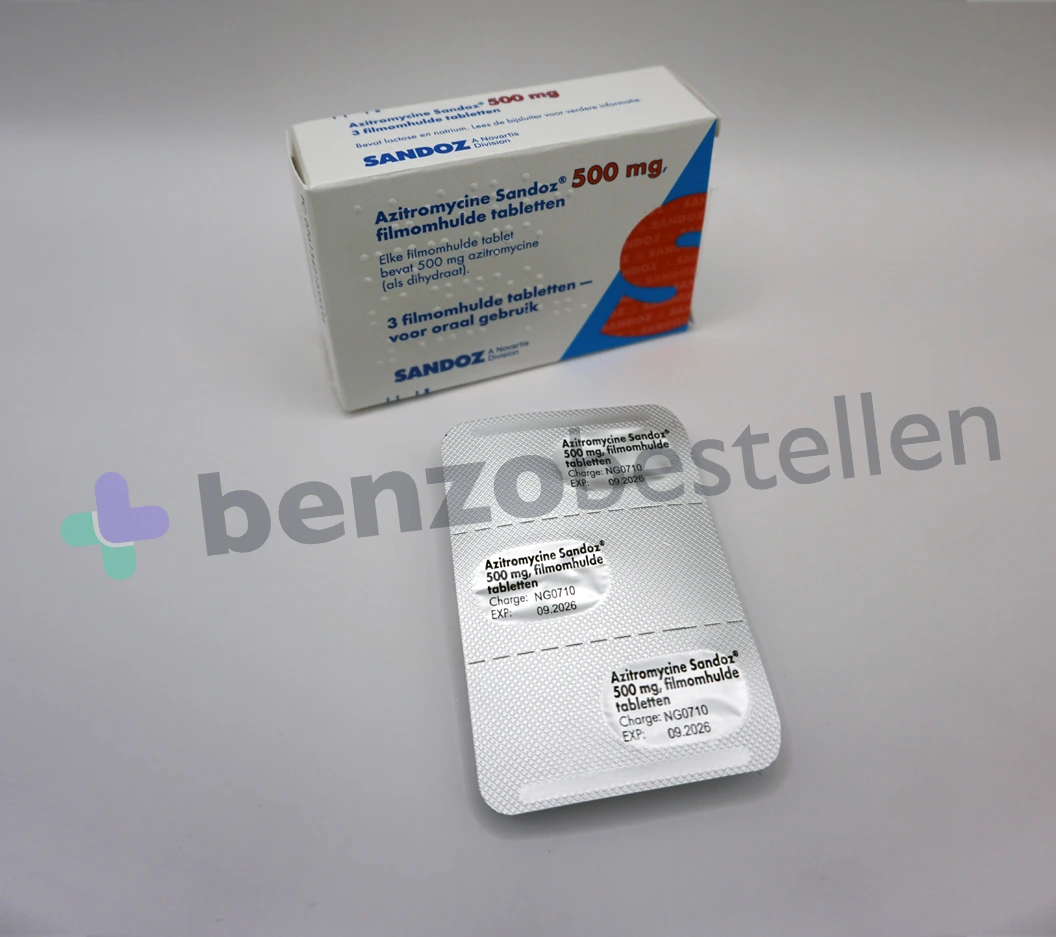 Azitromycine Sandoz® 500 mg
3 filmomhulde tabletten
Bevat lactose en natrium. Lees de bijsluiter voor verdere informatie.
SANDOZ A Novartis
Division
Azitromycine Sandoz® 500 mg,
filmomhulde tabletten
Elke filmomhulde tablet
bevat 500 mg azitromycine
(als dihydraat).
3 filmomhulde tabletten —
voor oraal gebruik
SANDOZ A Novartis
Division
SANDOZ
benzobestellen
Azitromycine Sandoz®
500 mg, filmomhulde
tabletten
Charge: NG0710
EXP: 09.2026
Azitromycine Sandoz®
500 mg, filmomhulde
tabletten
Charge: NG0710
EXP: 09.2026
Azitromycine Sandoz®
500 mg, filmomhulde
tabletten
Charge: NG0710
EXP: 09.2026